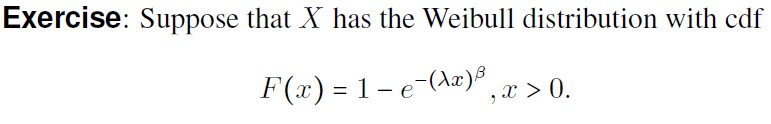 Exercise: Suppose that X has the Weibull distribution with cdf
F(x) = 1 − e^{−(λx)^β}, x > 0.